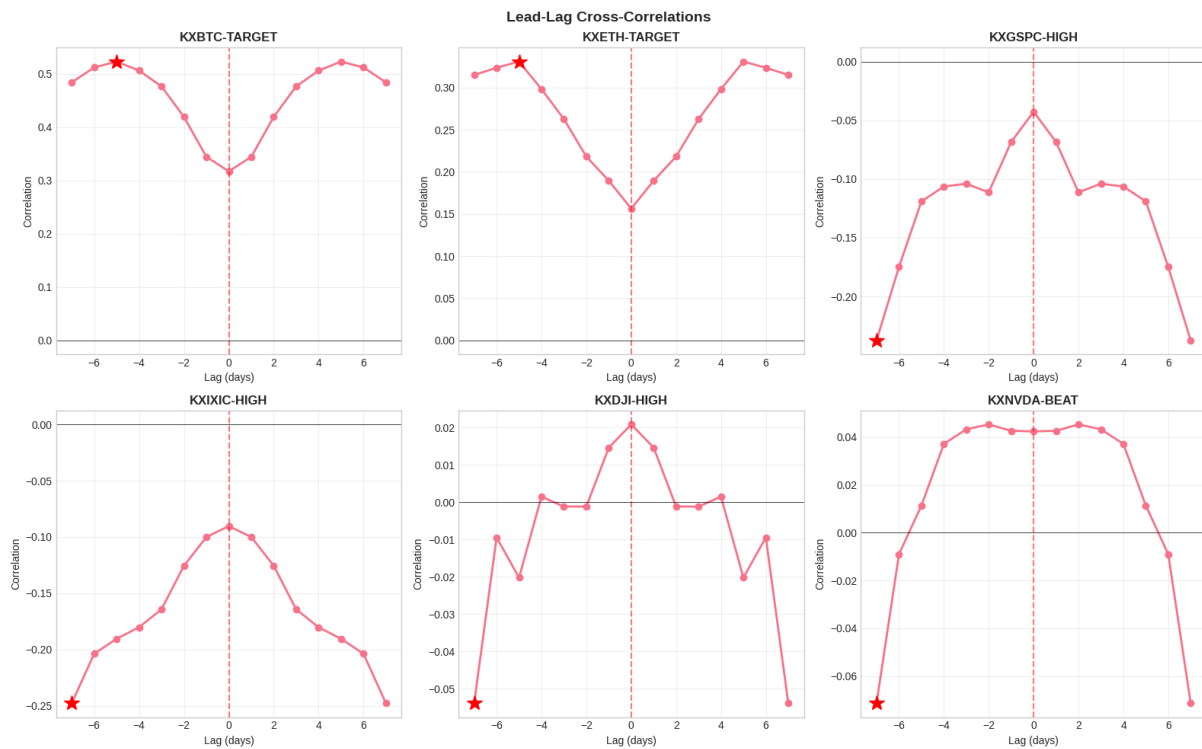 Lead-Lag Cross-Correlations
KXBTC-TARGET
0.5
0.4
0.3
0.2
0.1
0.0
Correlation
−6 −4 −2 0 2 4 6
Lag (days)
KXETH-TARGET
0.30
0.25
0.20
0.15
0.10
0.05
0.00
Correlation
−6 −4 −2 0 2 4 6
Lag (days)
KXGSPC-HIGH
0.00
−0.05
−0.10
−0.15
−0.20
Correlation
−6 −4 −2 0 2 4 6
Lag (days)
KXIXIC-HIGH
0.00
−0.05
−0.10
−0.15
−0.20
−0.25
Correlation
−6 −4 −2 0 2 4 6
Lag (days)
KXDJI-HIGH
0.02
0.01
0.00
−0.01
−0.02
−0.03
−0.04
−0.05
Correlation
−6 −4 −2 0 2 4 6
Lag (days)
KXNVDA-BEAT
0.04
0.02
0.00
−0.02
−0.04
−0.06
Correlation
−6 −4 −2 0 2 4 6
Lag (days)